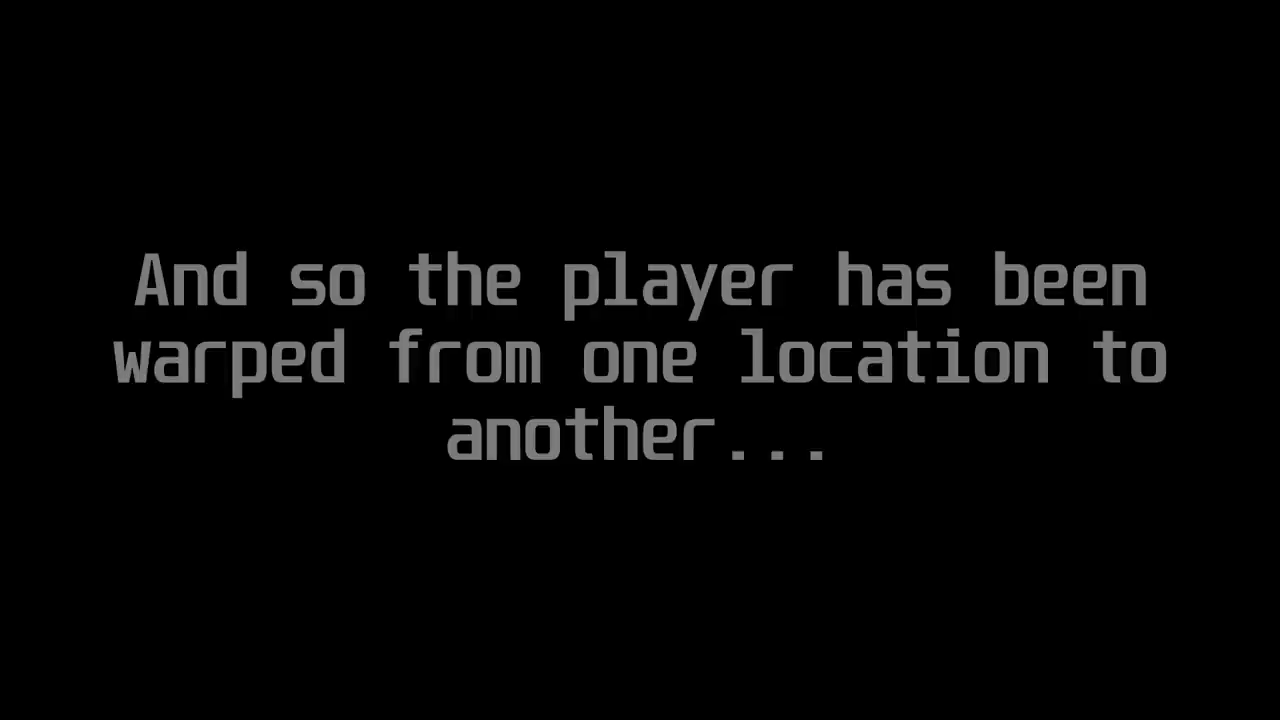 And so the player has been
warped from one location to
another...